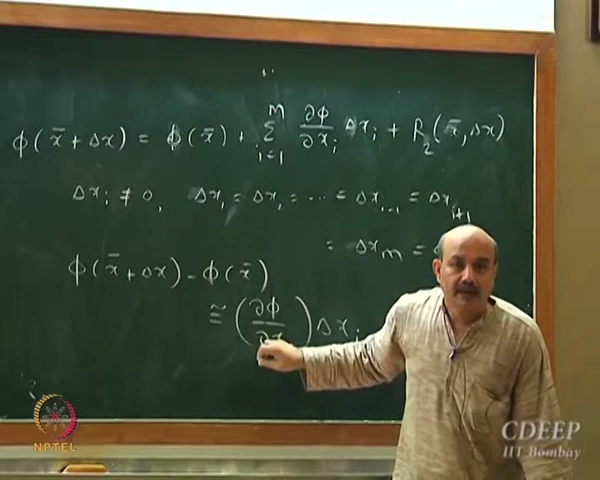 φ(x̄ + Δx) = φ(x̄) + Σ_{i=1}^{M} ∂φ/∂x_i Δx_i + R_2(x̄, Δx)
Δx_i ≠ 0, Δx_1 = Δx_2 = ... = Δx_{i-1} = Δx_{i+1}
= Δx_M =
φ(x̄ + Δx) - φ(x̄)
≅ (∂φ/∂x) Δx_i
NPTEL
CDEEP
IIT Bombay